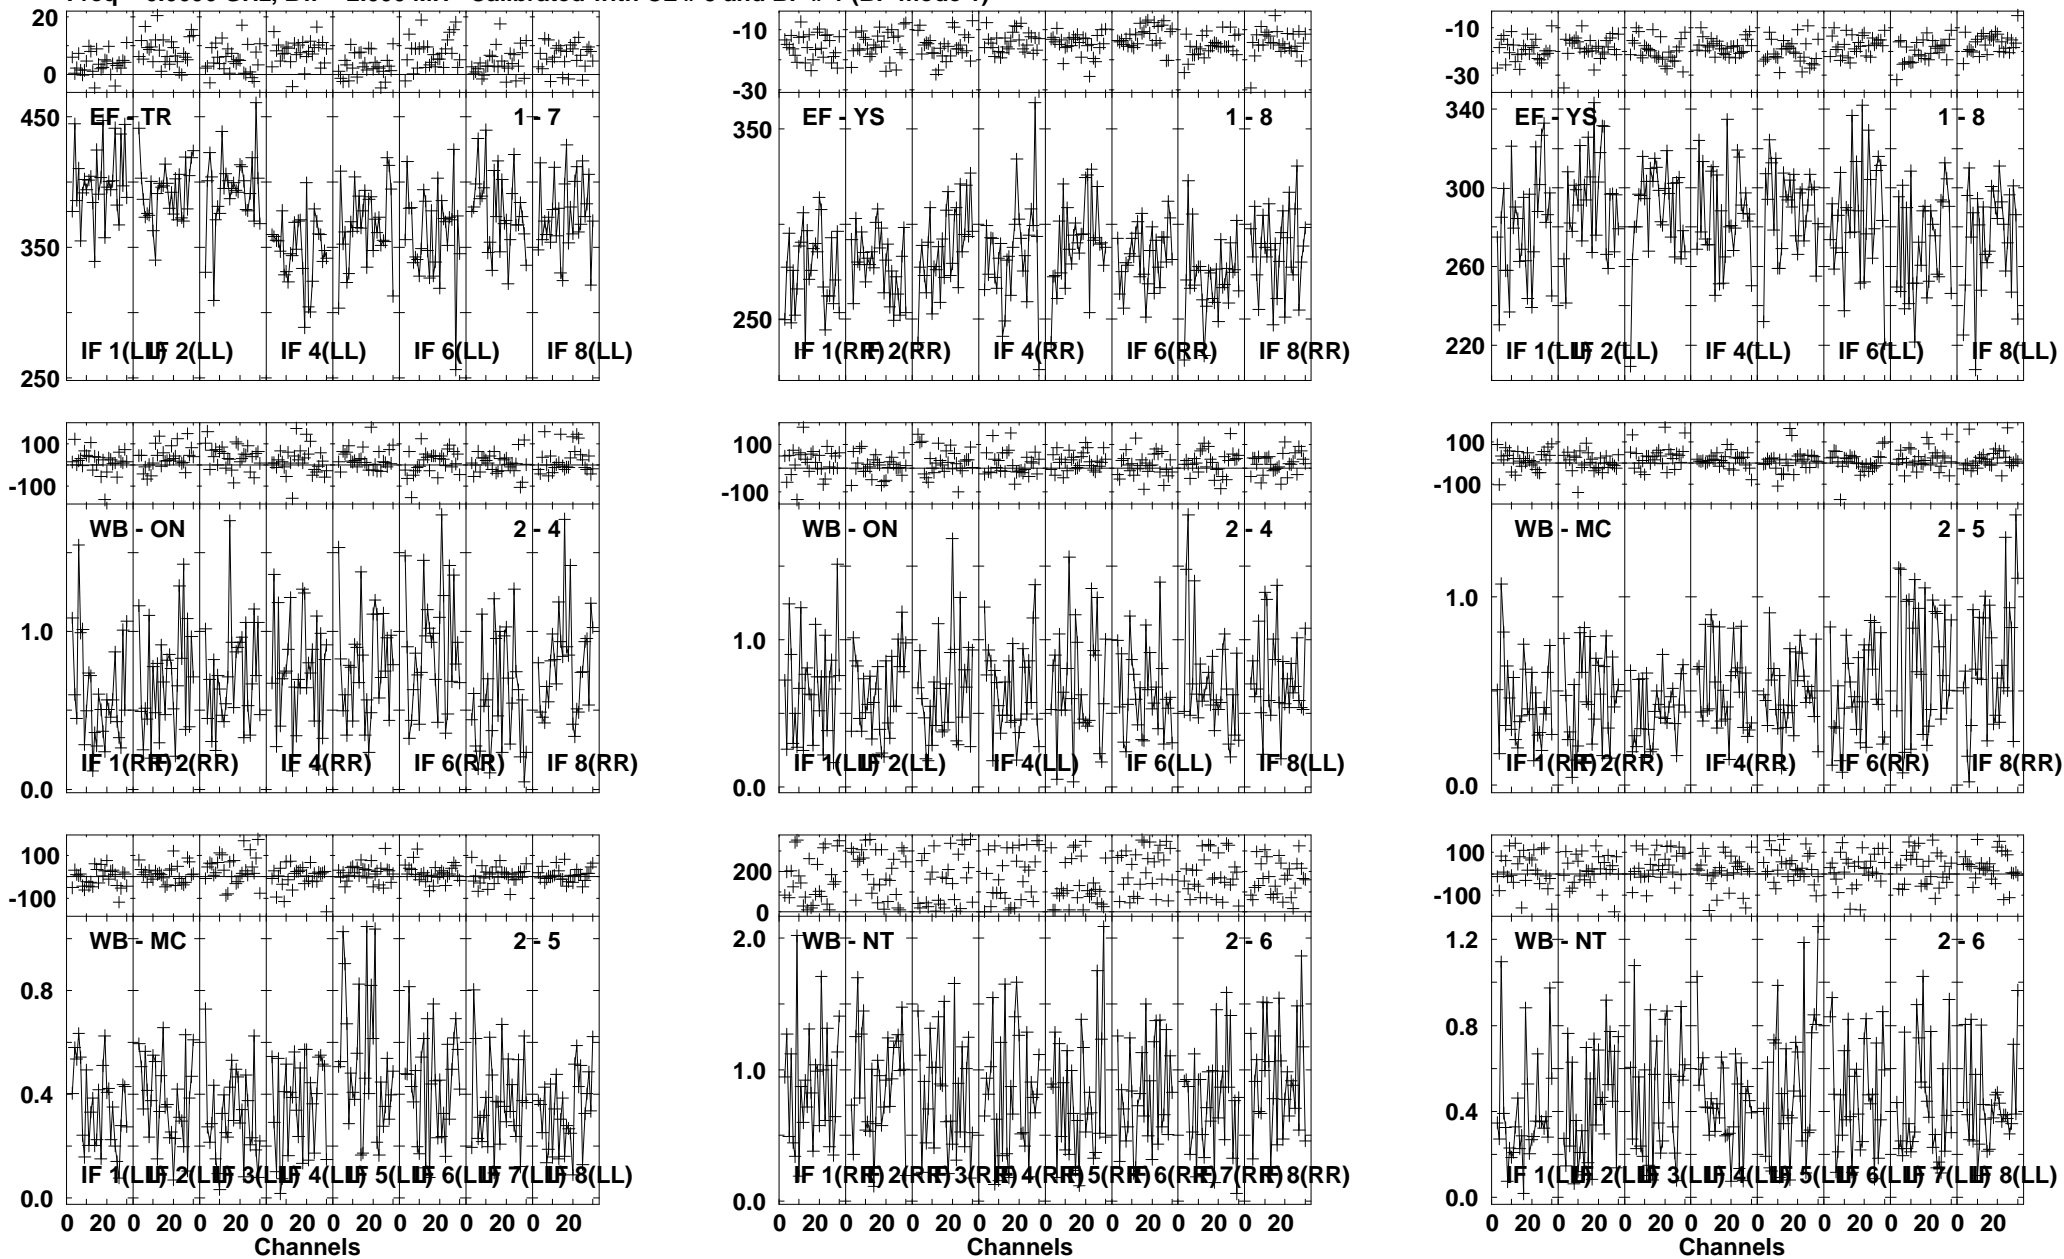 20
0
450
350
250
EF - TR 1 - 7
IF 1(LL) IF 2(LL) IF 4(LL) IF 6(LL) IF 8(LL)
-10
-30
350
250
EF - YS 1 - 8
IF 1(RR) IF 2(RR) IF 4(RR) IF 6(RR) IF 8(RR)
-10
-30
340
300
260
220
EF - YS 1 - 8
IF 1(LL) IF 2(LL) IF 4(LL) IF 6(LL) IF 8(LL)
100
-100
1.0
0.0
WB - ON 2 - 4
IF 1(RR) IF 2(RR) IF 4(RR) IF 6(RR) IF 8(RR)
100
-100
1.0
0.0
WB - ON 2 - 4
IF 1(LL) IF 2(LL) IF 4(LL) IF 6(LL) IF 8(LL)
100
-100
1.0
0.0
WB - MC 2 - 5
IF 1(RR) IF 2(RR) IF 4(RR) IF 6(RR) IF 8(RR)
100
-100
0.8
0.4
0.0
WB - MC 2 - 5
IF 1(LL) IF 2(LL) IF 3(LL) IF 4(LL) IF 5(LL) IF 6(LL) IF 7(LL) IF 8(LL)
0 20 0 20 0 20 0 20 0 20 0 20 0 20 0 20
Channels
200
0
2.0
1.0
0.0
WB - NT 2 - 6
IF 1(RR) IF 2(RR) IF 3(RR) IF 4(RR) IF 5(RR) IF 6(RR) IF 7(RR) IF 8(RR)
0 20 0 20 0 20 0 20 0 20 0 20 0 20 0 20
100
-100
1.2
0.8
0.4
0.0
WB - NT 2 - 6
IF 1(LL) IF 2(LL) IF 3(LL) IF 4(LL) IF 5(LL) IF 6(LL) IF 7(LL) IF 8(LL)
0 20 0 20 0 20 0 20 0 20 0 20 0 20 0 20
Channels